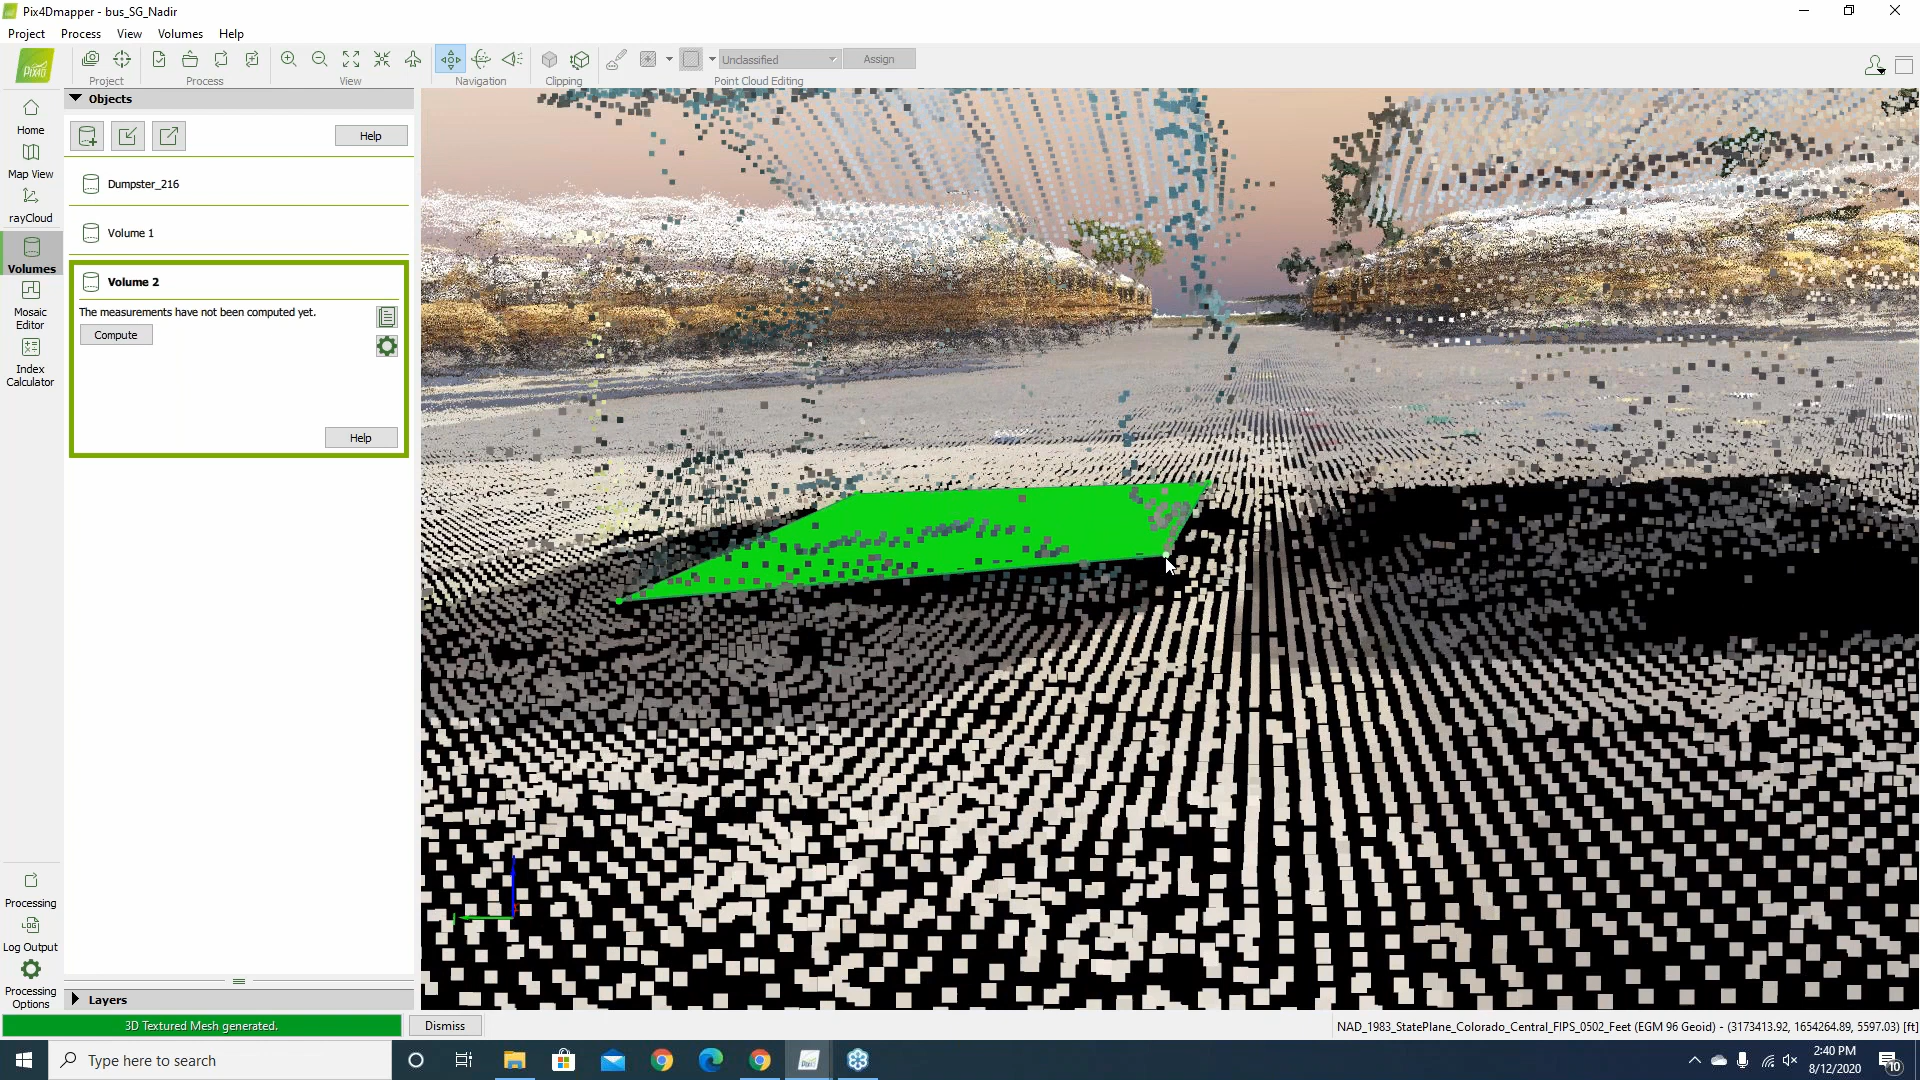 Pix4Dmapper - bus_SG_Nadir
Project Process View Volumes Help
PIX4D
Project Process View Navigation Clipping
Unclassified Assign
Point Cloud Editing
Objects
Help
Home
Map View
rayCloud
Volumes
Mosaic
Editor
Index
Calculator
Dumpster_216
Volume 1
Volume 2
The measurements have not been computed yet.
Compute
Help
Processing
LOG
Log Output
Processing
Options
Layers
3D Textured Mesh generated.
Dismiss
NAD_1983_StatePlane_Colorado_Central_FIPS_0502_Feet (EGM 96 Geoid) - (3173413.92, 1654264.89, 5597.03) [ft]
Type here to search
2:40 PM
8/12/2020
10